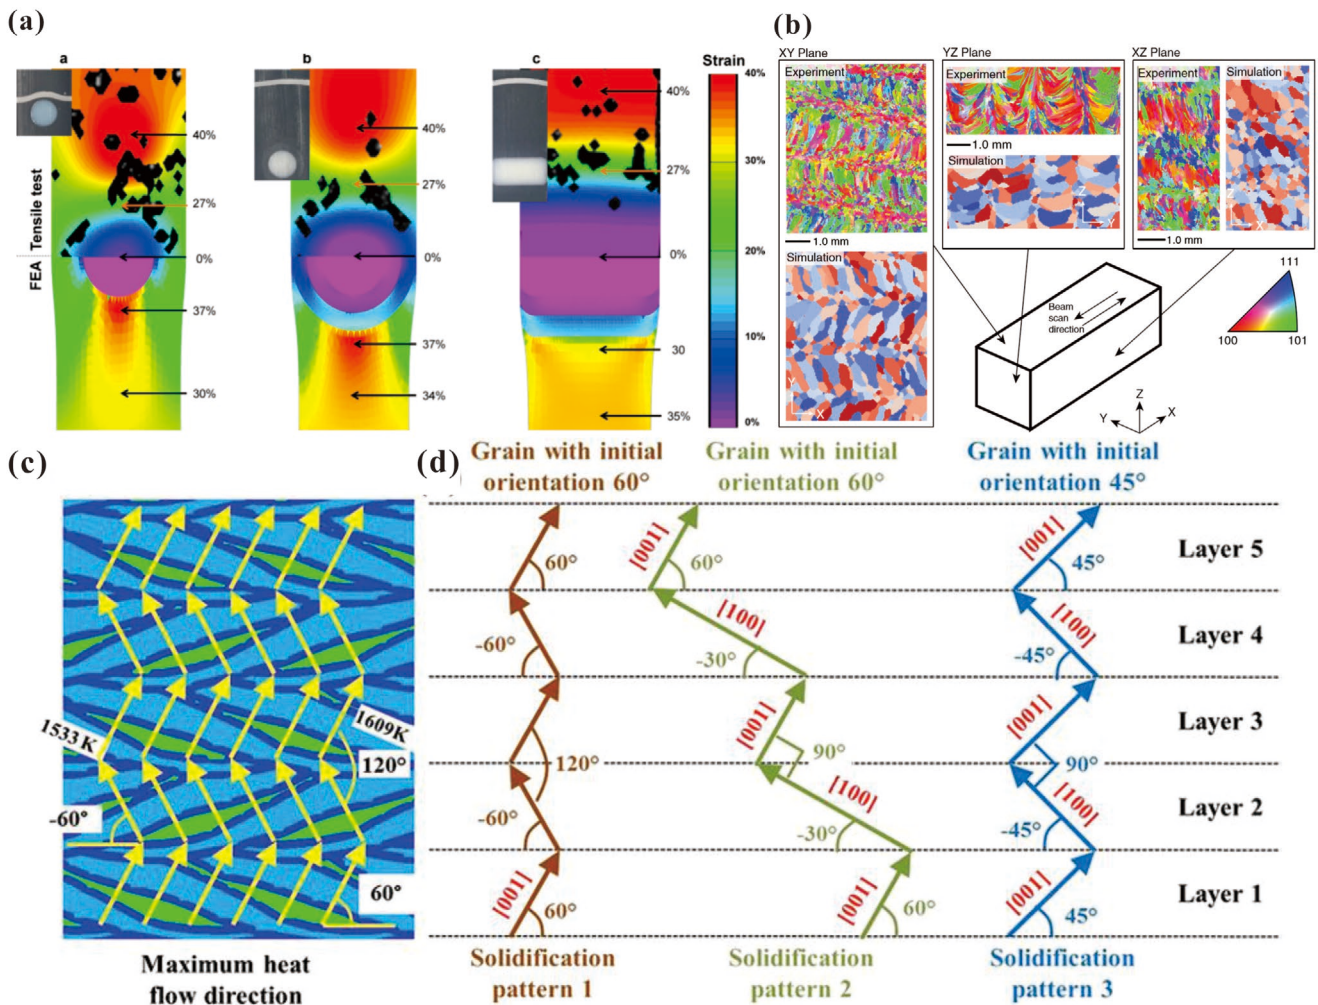 (a)
a
b
c
Strain
40%
30%
20%
10%
0%
Tensile test
FEA
40%
27%
0%
37%
30%
40%
27%
0%
37%
34%
40%
27%
0%
30
35%
(b)
XY Plane
YZ Plane
XZ Plane
Experiment
1.0 mm
Simulation
Y
X
Experiment
1.0 mm
Simulation
Z
Y
Experiment
1.0 mm
Simulation
Z
X
Beam
scan
direction
111
100
101
Z
Y
X
(c)
1533 K
1609K
120°
-60°
60°
Maximum heat
flow direction
(d)
Grain with initial
orientation 60°
Grain with initial
orientation 60°
Grain with initial
orientation 45°
60°
|001|
60°
|001|
45°
Layer 5
-60°
|100|
-30°
|100|
-45°
Layer 4
120°
|001|
90°
|001|
90°
Layer 3
-60°
|100|
-30°
|100|
-45°
Layer 2
|001|
60°
|001|
60°
|001|
45°
Layer 1
Solidification
pattern 1
Solidification
pattern 2
Solidification
pattern 3